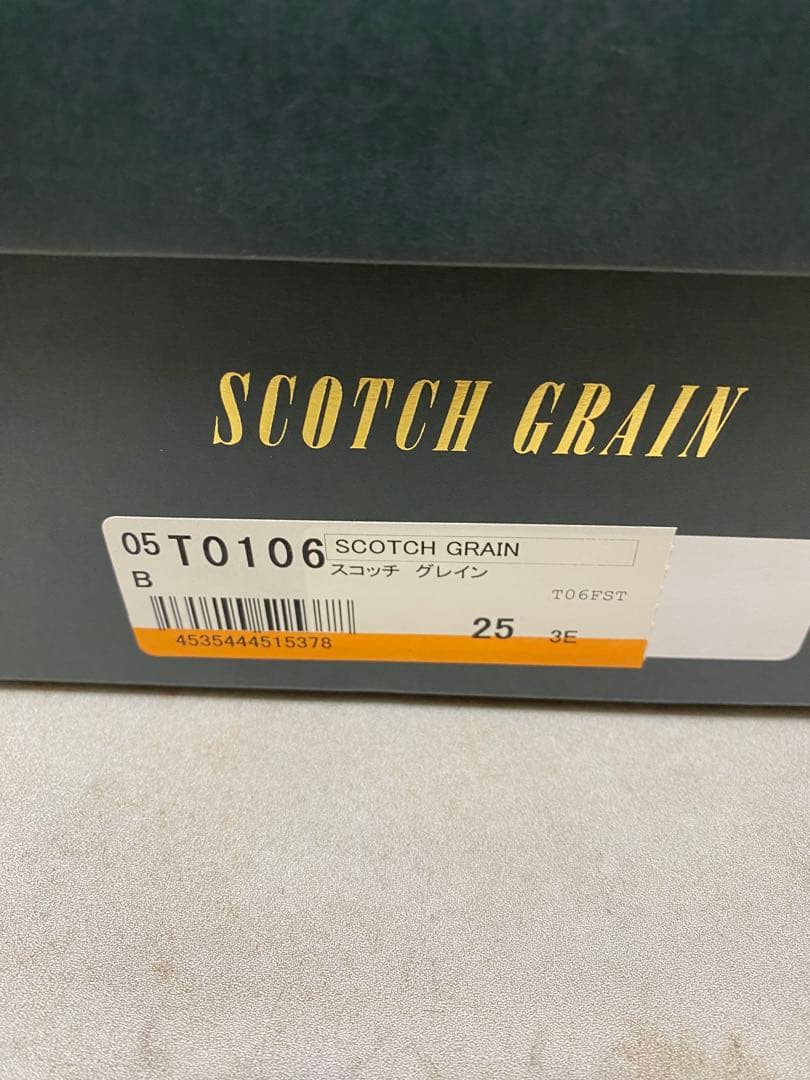 SCOTCH GRAIN
05 T0106 SCOTCH GRAIN
B スコッチ グレイン
T06FST
25 3E
4535444515378